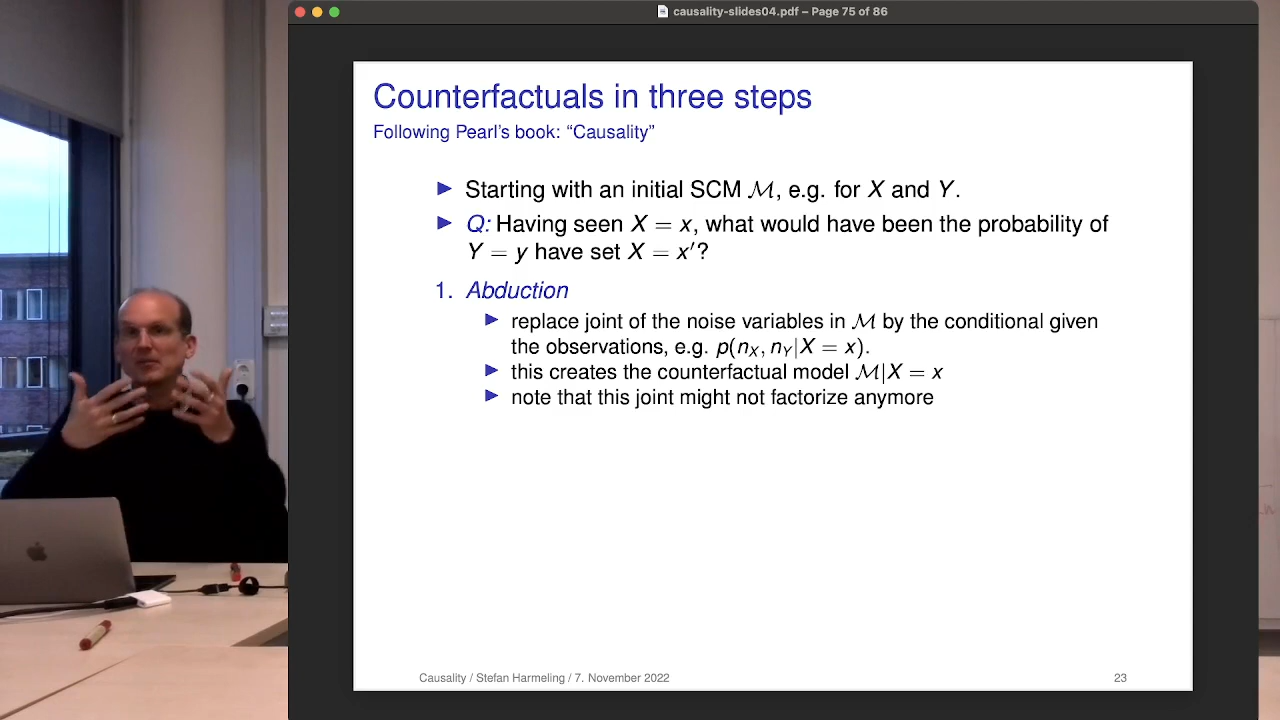 causality-slides04.pdf – Page 75 of 86
Counterfactuals in three steps
Following Pearl's book: “Causality”
► Starting with an initial SCM ℳ, e.g. for X and Y.
► Q: Having seen X = x, what would have been the probability of
Y = y have set X = x′?
1. Abduction
► replace joint of the noise variables in ℳ by the conditional given
the observations, e.g. p(n_X, n_Y|X = x).
► this creates the counterfactual model ℳ|X = x
► note that this joint might not factorize anymore
Causality / Stefan Harmeling / 7. November 2022
23